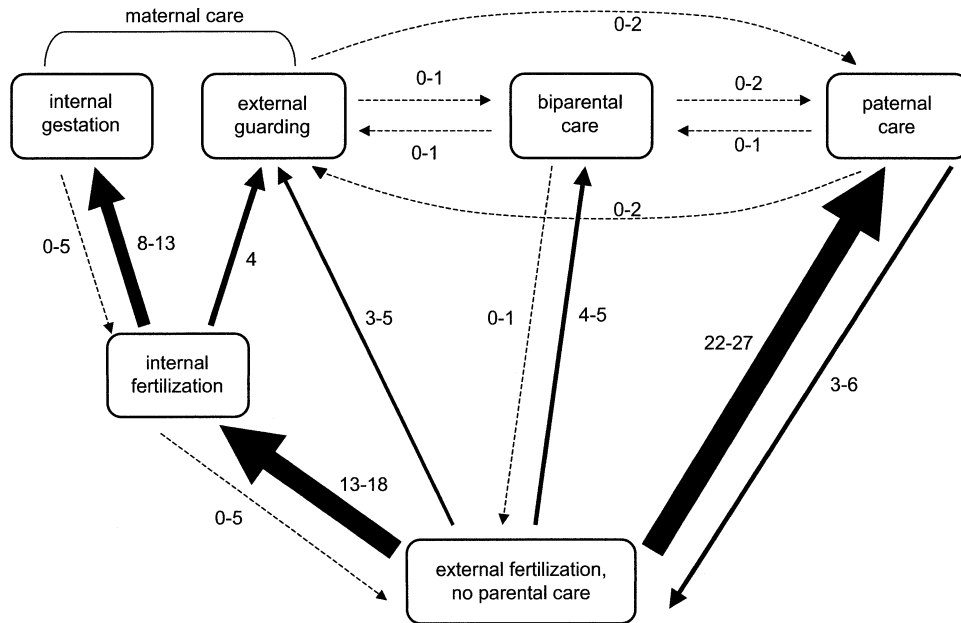 maternal care
0-2
internal
gestation
external
guarding
0-1
0-1
biparental
care
0-2
0-1
paternal
care
0-2
0-5
8-13
4
3-5
0-1
4-5
22-27
3-6
internal
fertilization
13-18
0-5
external fertilization,
no parental care